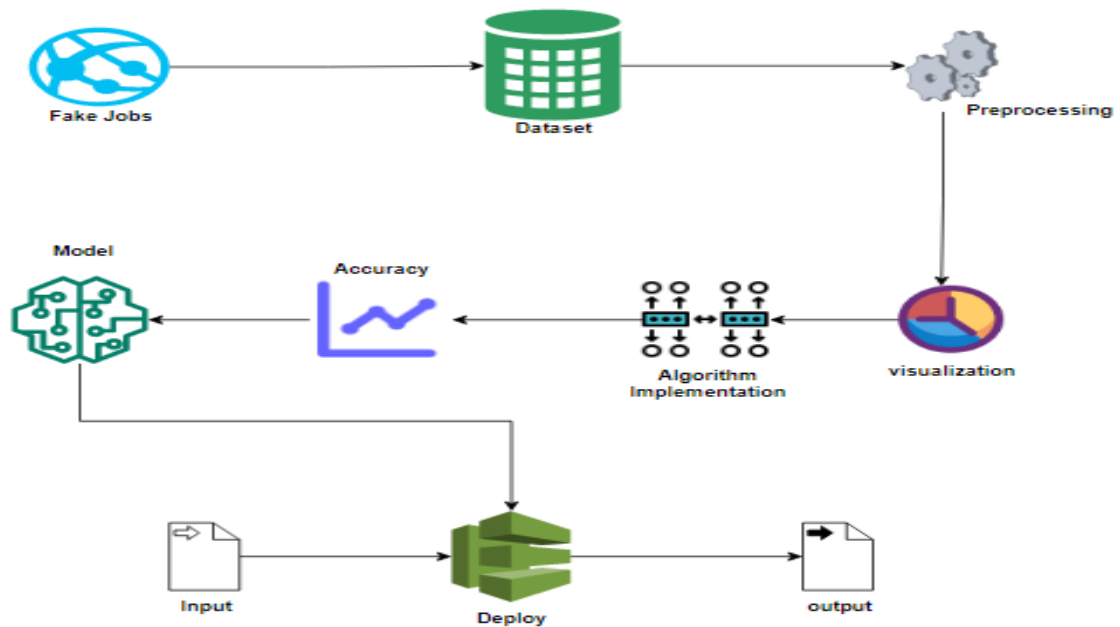 Fake Jobs
Dataset
Preprocessing
Model
Accuracy
Algorithm
Implementation
visualization
Input
Deploy
output